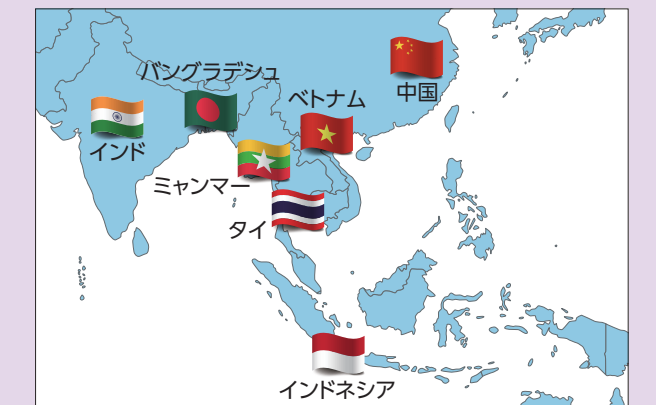 バングラデシュ
中国
ベトナム
インド
ミャンマー
タイ
インドネシア